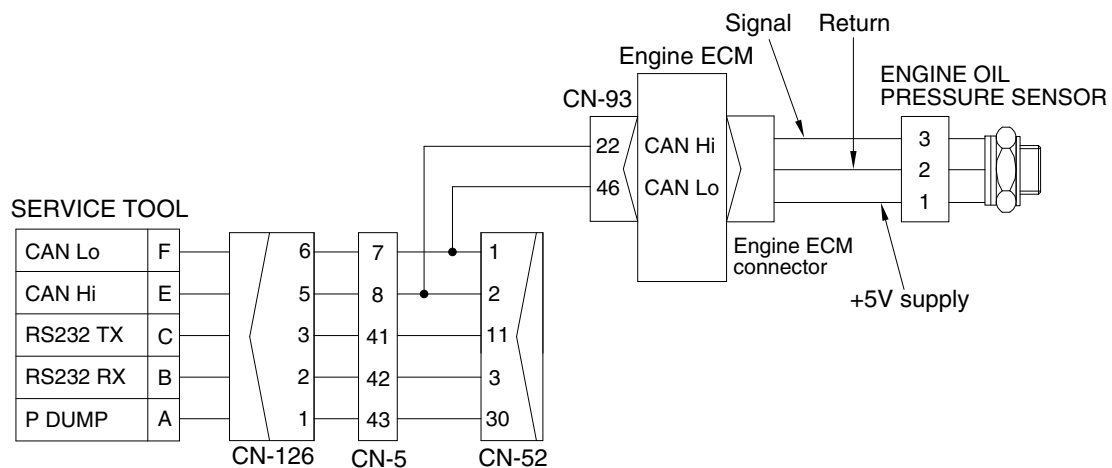 Signal Return
Engine ECM
ENGINE OIL
PRESSURE SENSOR
CN-93
22 CAN Hi 3
46 CAN Lo 2
1
Engine ECM
connector
+5V supply
SERVICE TOOL
CAN Lo F 6 7 1
CAN Hi E 5 8 2
RS232 TX C 3 41 11
RS232 RX B 2 42 3
P DUMP A 1 43 30
CN-126 CN-5 CN-52